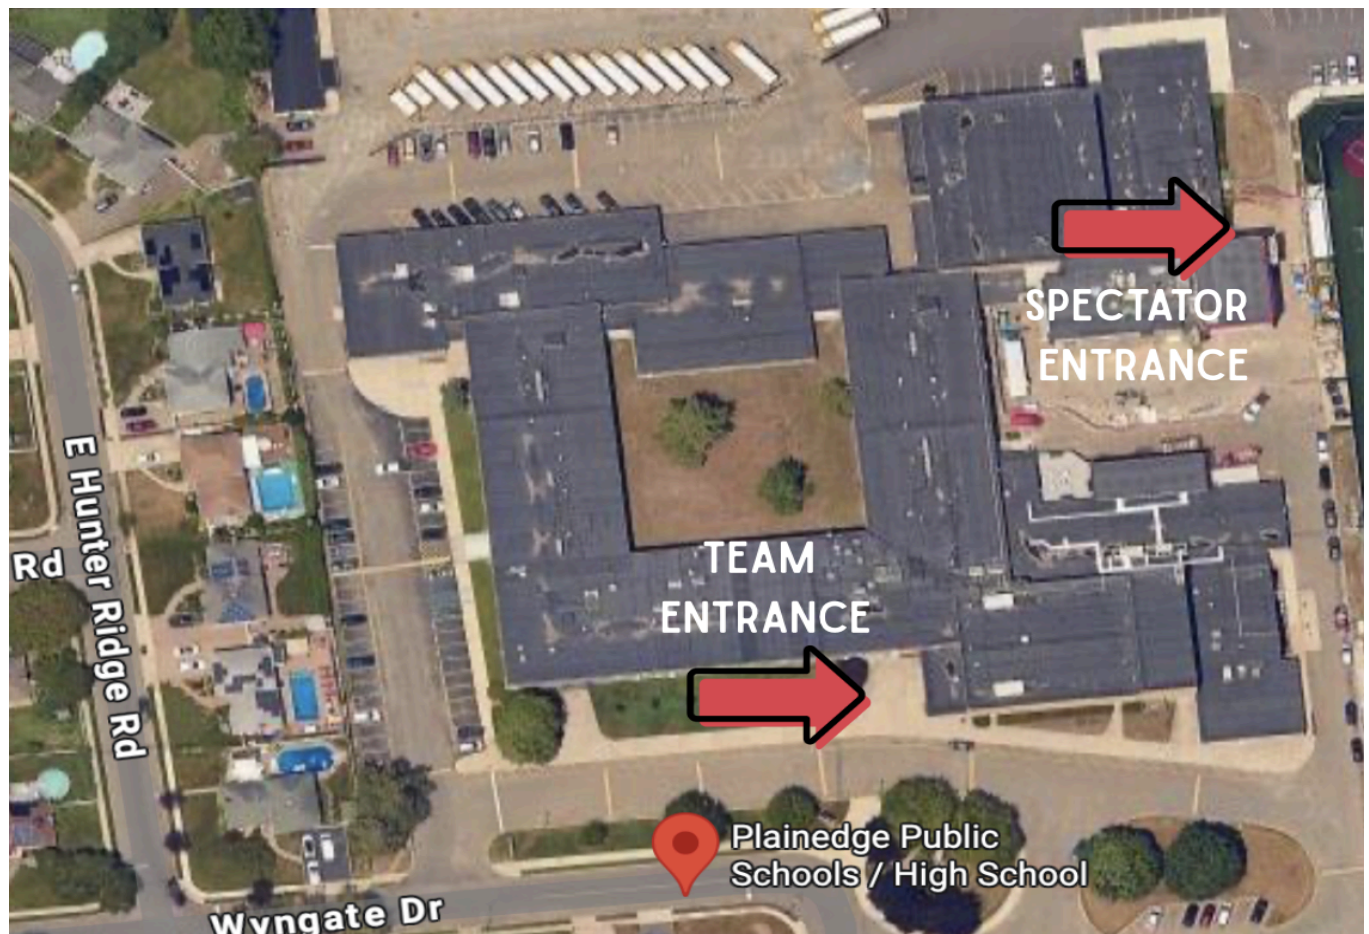 SPECTATOR
ENTRANCE
E Hunter Ridge Rd
Rd
TEAM
ENTRANCE
Plainedge Public
Schools / High School
Wyngate Dr